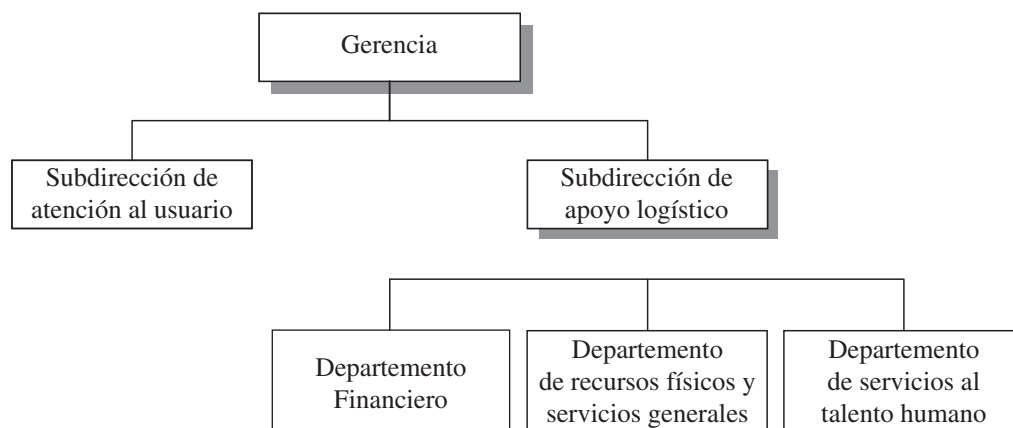 Gerencia
Subdirección de
atención al usuario
Subdirección de
apoyo logístico
Departemento
Financiero
Departemento
de recursos físicos y
servicios generales
Departemento
de servicios al
talento humano